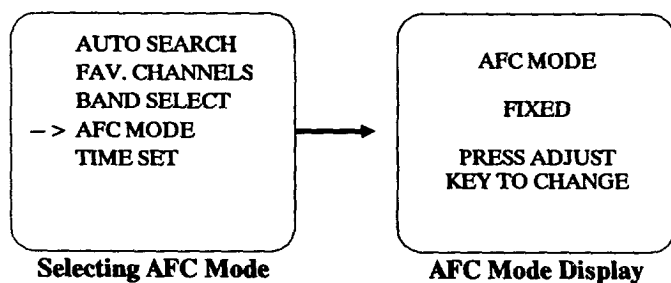 AUTO SEARCH
FAV. CHANNELS
BAND SELECT
–> AFC MODE
TIME SET
Selecting AFC Mode
AFC MODE
FIXED
PRESS ADJUST
KEY TO CHANGE
AFC Mode Display